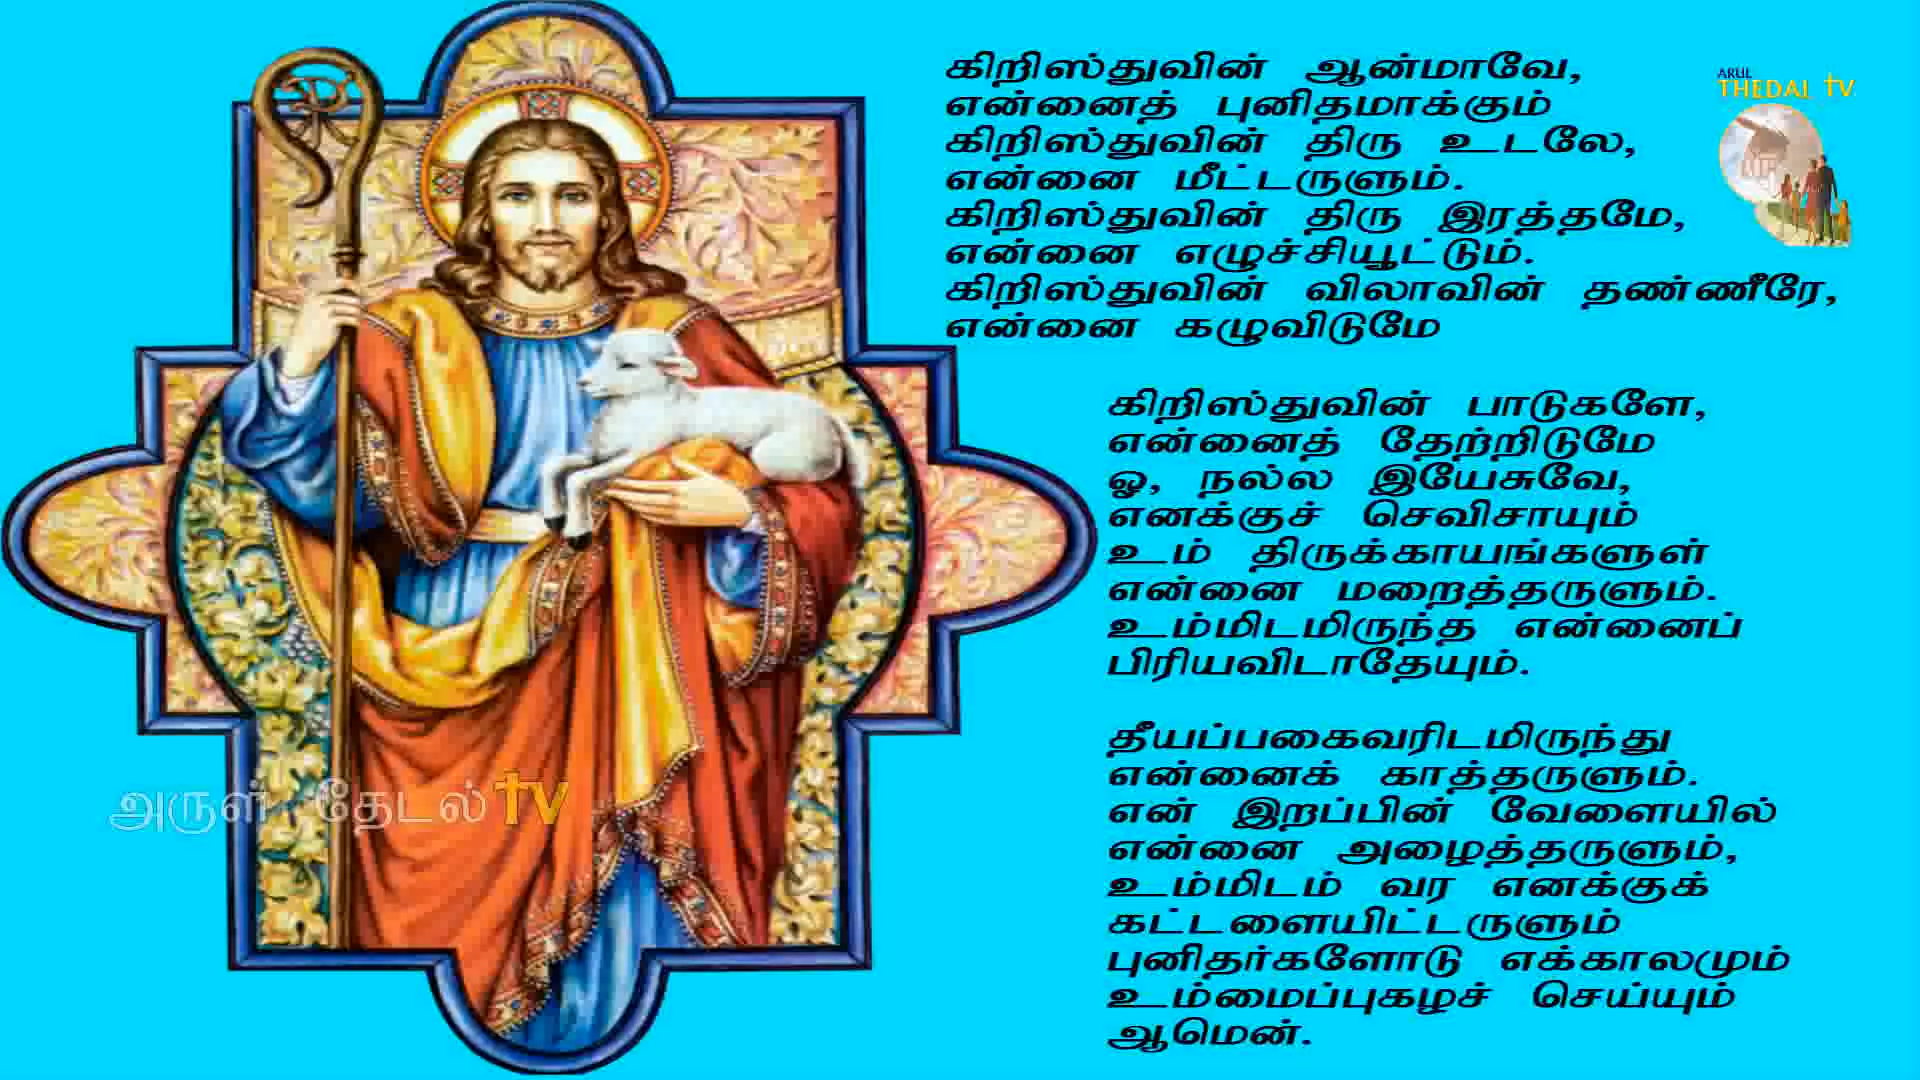 கிறிஸ்துவின் ஆன்மாவே,
என்னைத் புனிதமாக்கும்
கிறிஸ்துவின் திரு உடலே,
என்னை மீட்டருளும்.
கிறிஸ்துவின் திரு இரத்தமே,
என்னை எழுச்சியூட்டும்.
கிறிஸ்துவின் விலாவின் தண்ணீரே,
என்னை கழுவிடுமே
கிறிஸ்துவின் பாடுகளே,
என்னைத் தேற்றிடுமே
ஓ, நல்ல இயேசுவே,
எனக்குச் செவிசாயும்
உம் திருக்காயங்களுள்
என்னை மறைத்தருளும்.
உம்மிடமிருந்த என்னைப்
பிரியவிடாதேயும்.
தீயப்பகைவரிடமிருந்து
என்னைக் காத்தருளும்.
என் இறப்பின் வேளையில்
என்னை அழைத்தருளும்,
உம்மிடம் வர எனக்குக்
கட்டளையிட்டருளும்
புனிதர்களோடு எக்காலமும்
உம்மைப்புகழச் செய்யும்
ஆமென்.
ARUL
THEDAL tv
அருள் தேடல் tv